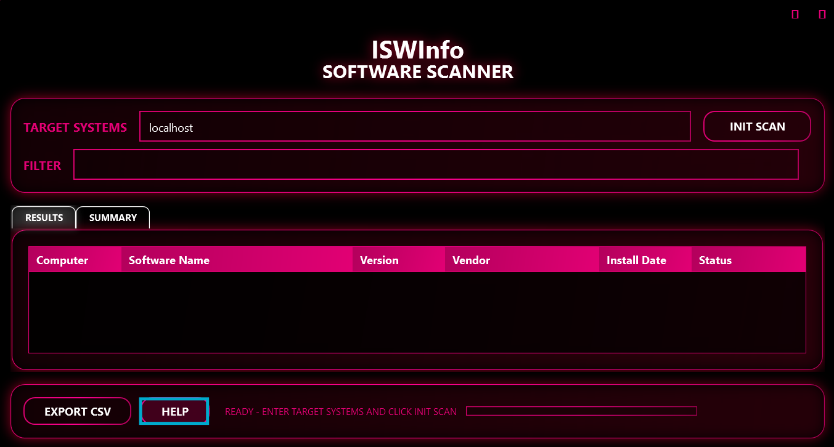 ISWInfo
SOFTWARE SCANNER
TARGET SYSTEMS localhost INIT SCAN
FILTER
RESULTS SUMMARY
Computer Software Name Version Vendor Install Date Status
EXPORT CSV HELP READY - ENTER TARGET SYSTEMS AND CLICK INIT SCAN